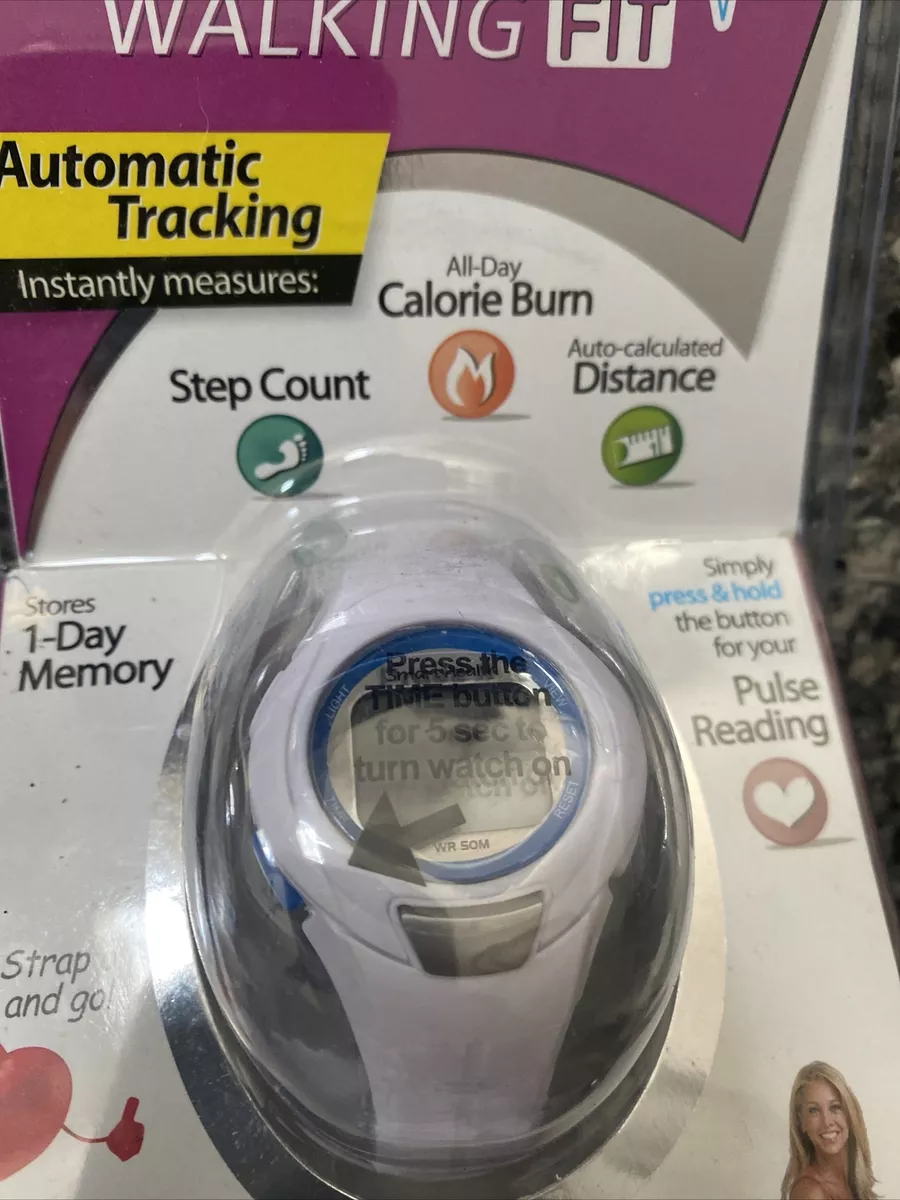 WALKING FIT
Automatic
Tracking
Instantly measures:
All-Day
Calorie Burn
Auto-calculated
Distance
Step Count
Stores
1-Day
Memory
Simply
press & hold
the button
for your
Pulse
Reading
Press the
TIME button
for 5 sec to
turn watch on
LIGHT
VIEW
RESET
WR 50M
Strap
and go!